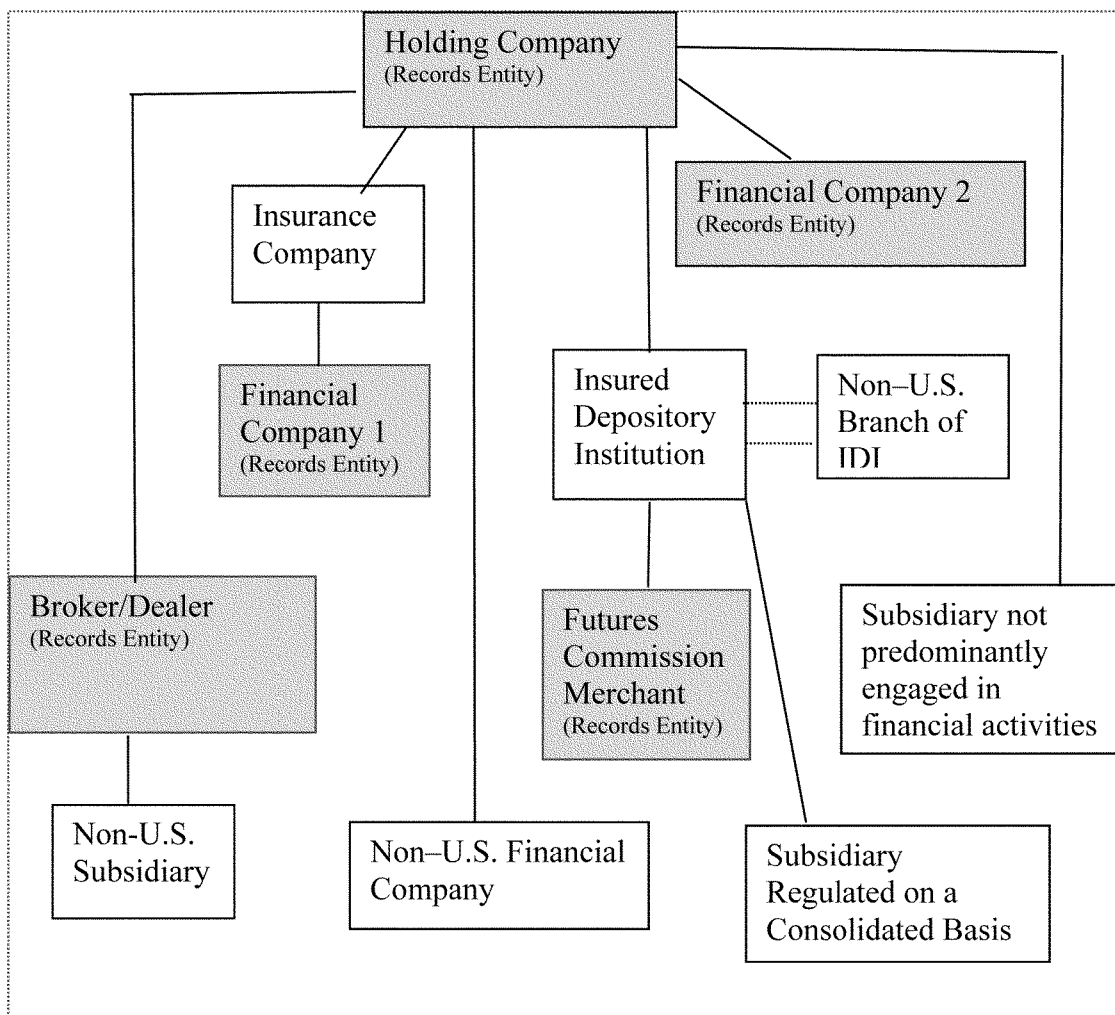 Holding Company
(Records Entity)
Financial Company 2
(Records Entity)
Insurance
Company
Financial
Company 1
(Records Entity)
Insured
Depository
Institution
Non–U.S.
Branch of
IDI
Broker/Dealer
(Records Entity)
Futures
Commission
Merchant
(Records Entity)
Subsidiary not
predominantly
engaged in
financial activities
Non-U.S.
Subsidiary
Non–U.S. Financial
Company
Subsidiary
Regulated on a
Consolidated Basis